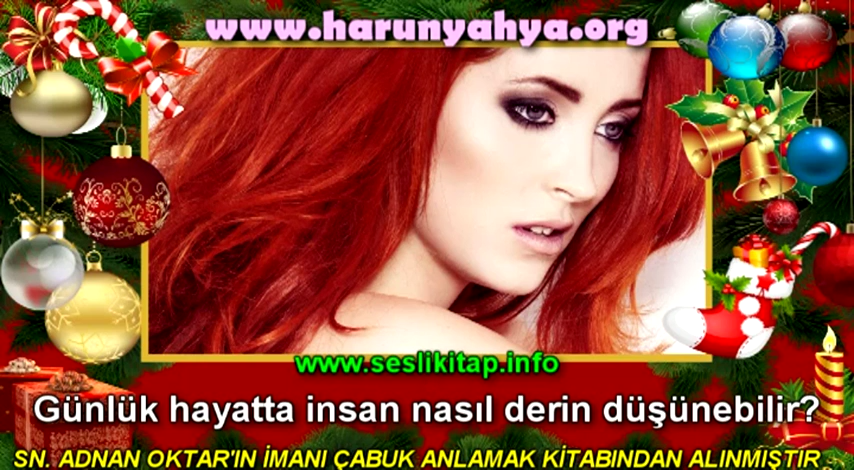 www.harunyahya.org
www.seslikitap.info
Günlük hayatta insan nasıl derin düşünebilir?
SN. ADNAN OKTAR'IN İMANI ÇABUK ANLAMAK KİTABINDAN ALINMIŞTIR